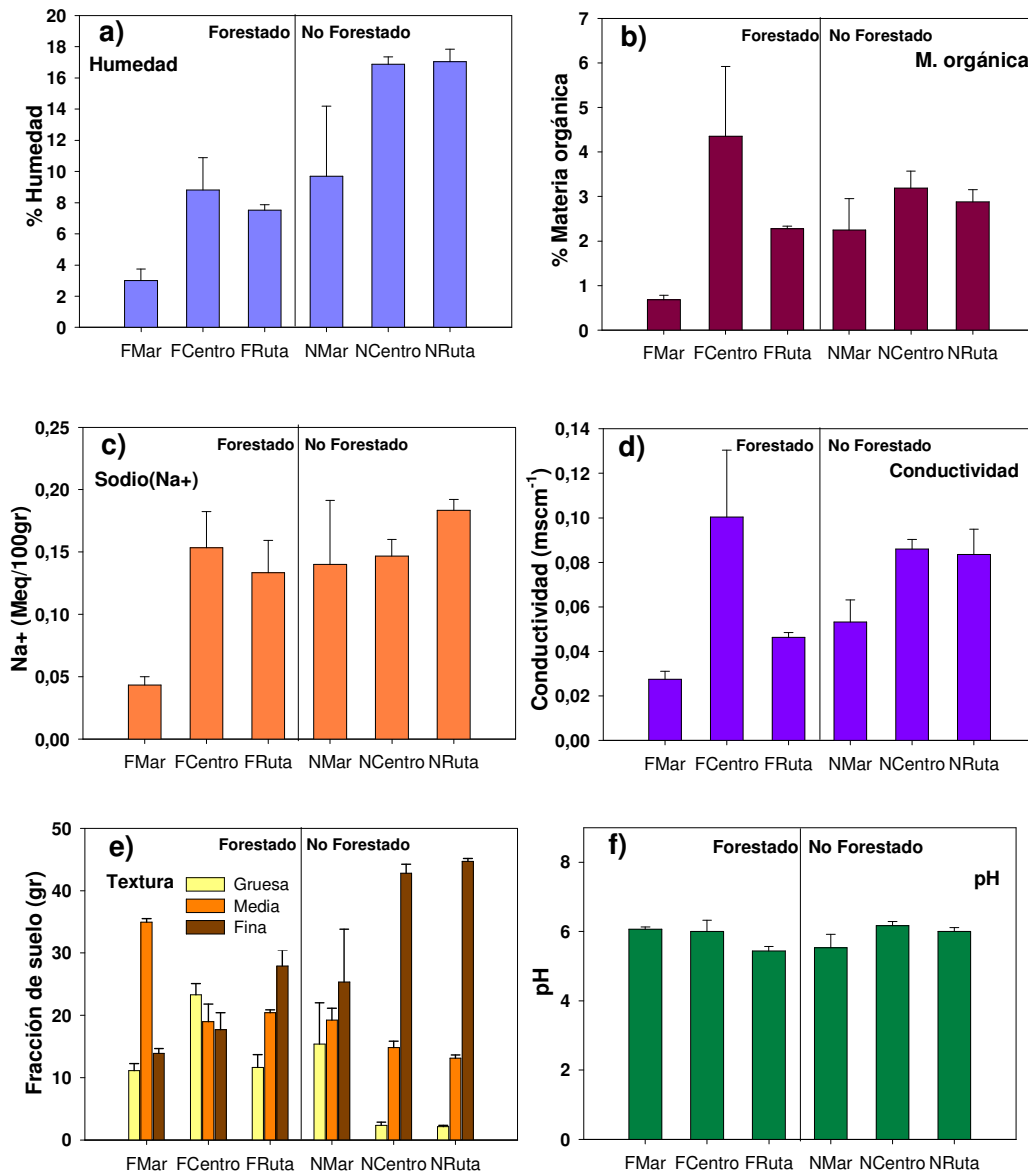 a)
Forestado No Forestado
Humedad
% Humedad
20
18
16
14
12
10
8
6
4
2
0
FMar FCentro FRuta NMar NCentro NRuta
b)
Forestado No Forestado
M. orgánica
% Materia orgánica
7
6
5
4
3
2
1
0
FMar FCentro FRuta NMar NCentro NRuta
c)
Forestado No Forestado
Sodio(Na+)
Na+ (Meq/100gr)
0,25
0,20
0,15
0,10
0,05
0,00
FMar FCentro FRuta NMar NCentro NRuta
d)
Forestado No Forestado
Conductividad
Conductividad (mscm-1)
0,14
0,12
0,10
0,08
0,06
0,04
0,02
0,00
FMar FCentro FRuta NMar NCentro NRuta
e)
Forestado No Forestado
Textura
Gruesa
Media
Fina
Fracción de suelo (gr)
50
40
30
20
10
0
FMar FCentro FRuta NMar NCentro NRuta
f)
Forestado No Forestado
pH
pH
8
6
4
2
0
FMar FCentro FRuta NMar NCentro NRuta